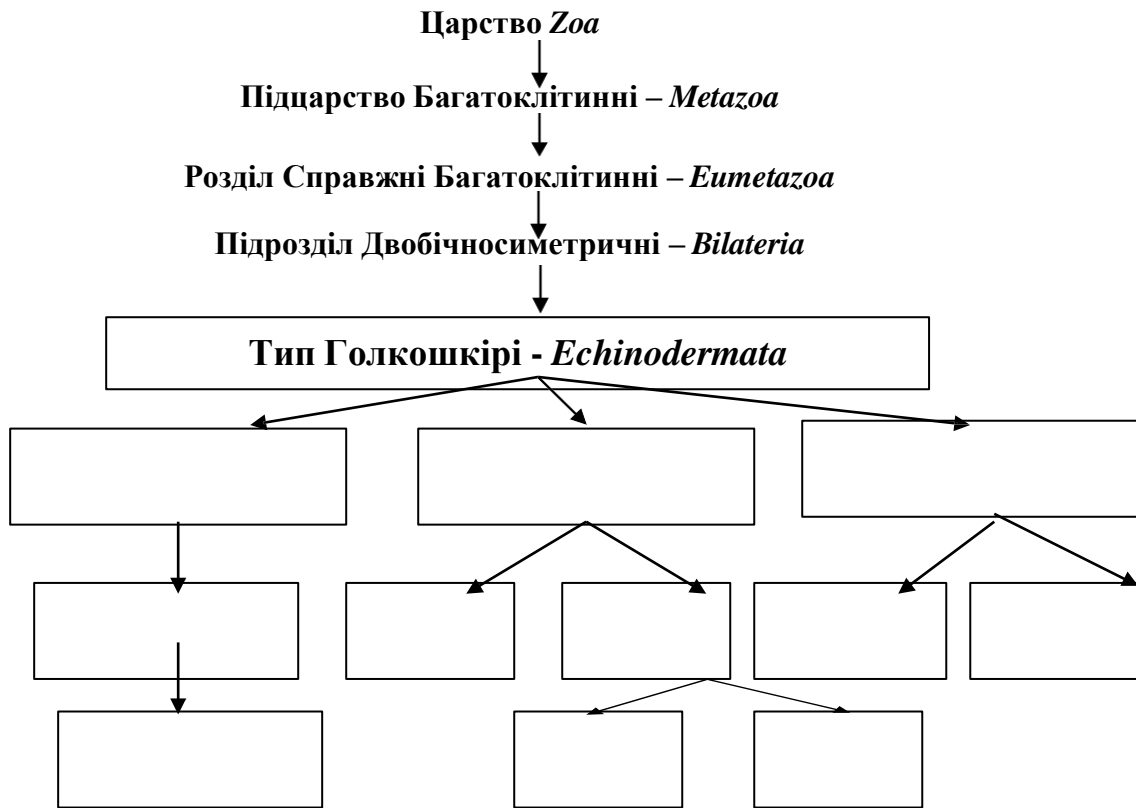 Царство Zoa
Підцарство Багатоклітинні – Metazoa
Розділ Справжні Багатоклітинні – Eumetazoa
Підрозділ Двобічносиметричні – Bilateria
Тип Голкошкірі - Echinodermata